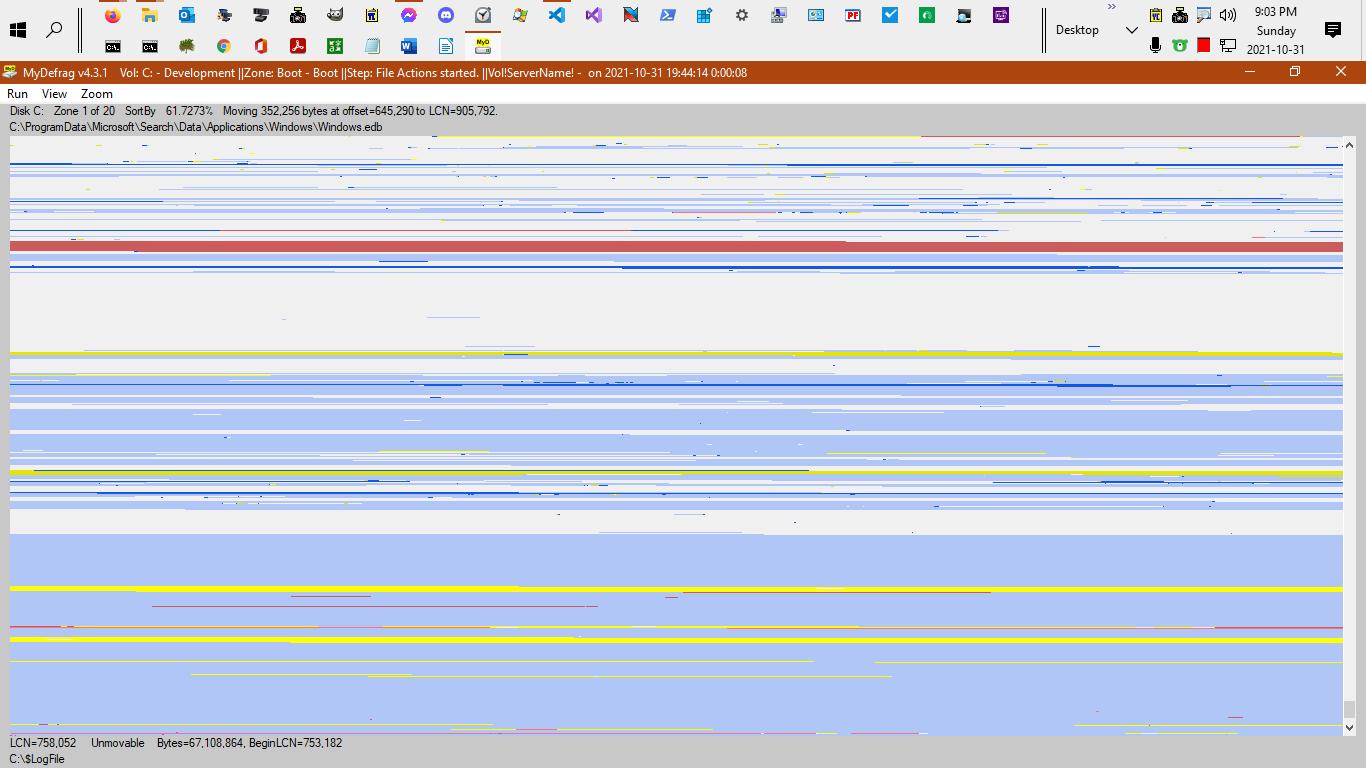 9:03 PM
Desktop
Sunday
2021-10-31
MyDefrag v4.3.1 Vol: C: - Development ||Zone: Boot - Boot ||Step: File Actions started. ||Vol!ServerName! - on 2021-10-31 19:44:14 0:00:08
Run View Zoom
Disk C: Zone 1 of 20 SortBy 61.7273% Moving 352,256 bytes at offset=645,290 to LCN=905,792.
C:\ProgramData\Microsoft\Search\Data\Applications\Windows\Windows.edb
LCN=758,052 Unmovable Bytes=67,108,864, BeginLCN=753,182
C:\$LogFile